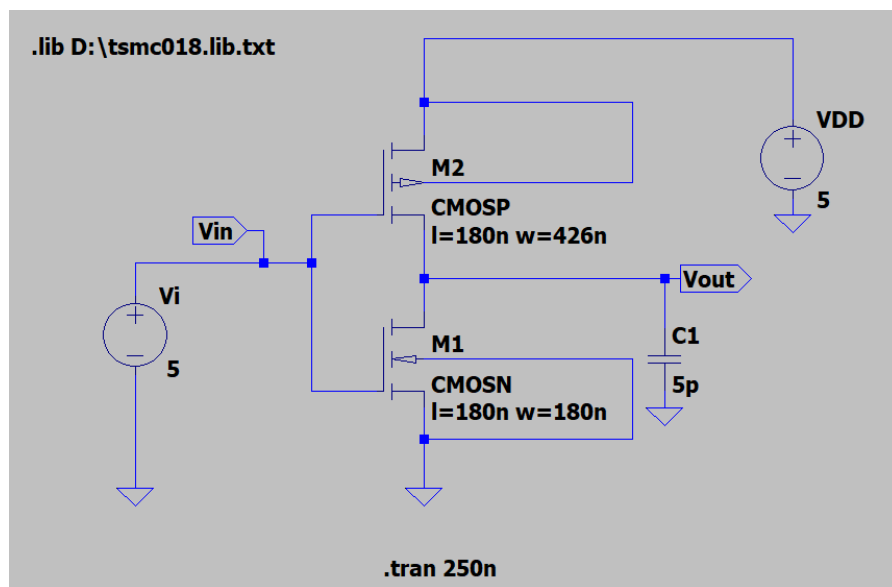 .lib D:\tsmc018.lib.txt
VDD
5
M2
CMOSP
l=180n w=426n
Vin
Vi
5
Vout
M1
CMOSN
l=180n w=180n
C1
5p
.tran 250n